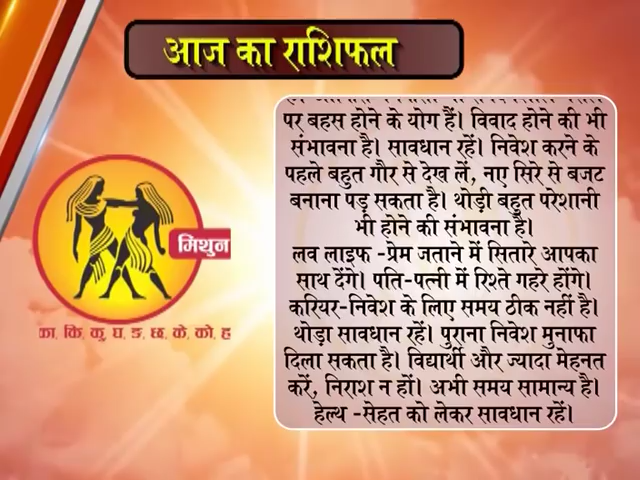 आज का राशिफल
पर बहस होने के योग हैं। विवाद होने की भी
संभावना है। सावधान रहें। निवेश करने के
पहले बहुत गौर से देख लें, नए सिरे से बजट
बनाना पड़ सकता है। थोड़ी बहुत परेशानी
भी होने की संभावना है।
लव लाइफ -प्रेम जताने में सितारे आपका
साथ देंगे। पति-पत्नी में रिश्ते गहरे होंगे।
करियर-निवेश के लिए समय ठीक नहीं है।
थोड़ा सावधान रहें। पुराना निवेश मुनाफा
दिला सकता है। विद्यार्थी और ज्यादा मेहनत
करें, निराश न हों। अभी समय सामान्य है।
हेल्थ -सेहत को लेकर सावधान रहें।
मिथुन
का, कि, कु, घ, ङ, छ, के, को, ह